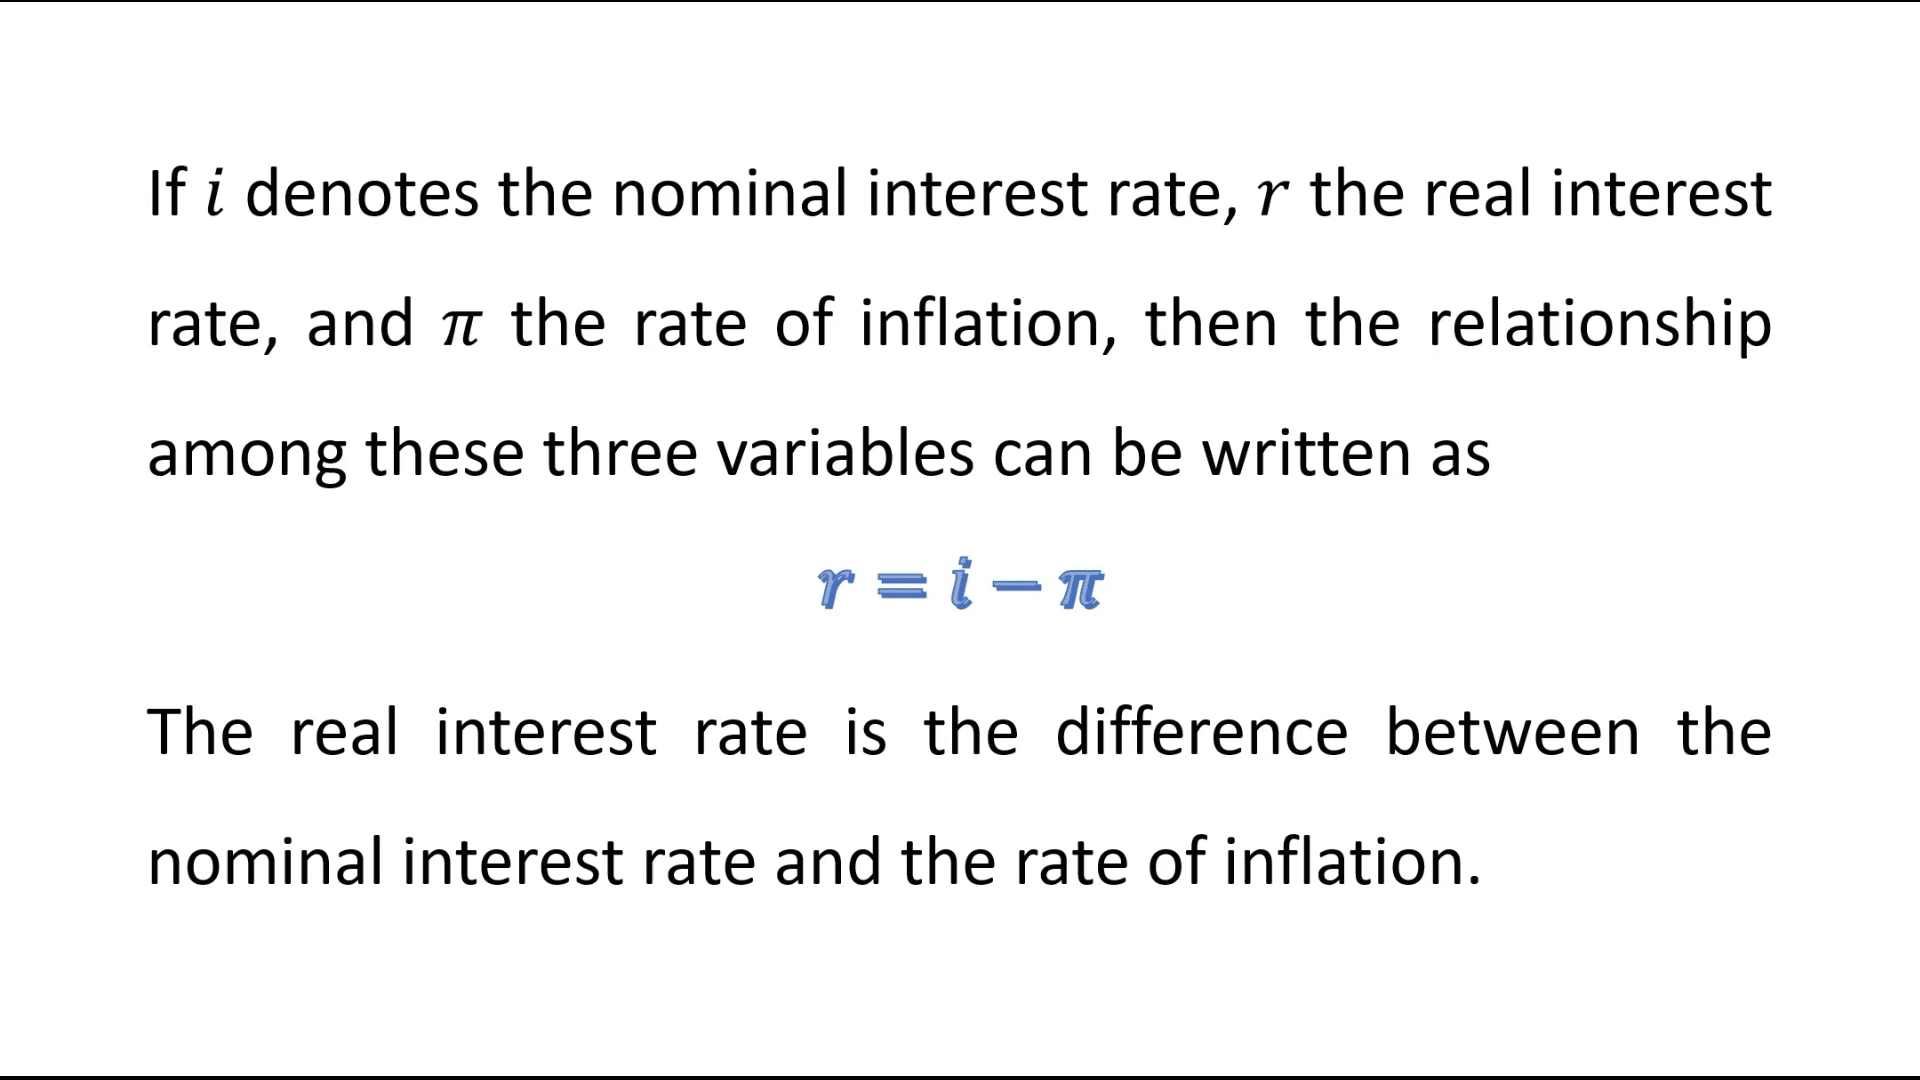 If i denotes the nominal interest rate, r the real interest
rate, and π the rate of inflation, then the relationship
among these three variables can be written as
r = i − π
The real interest rate is the difference between the
nominal interest rate and the rate of inflation.